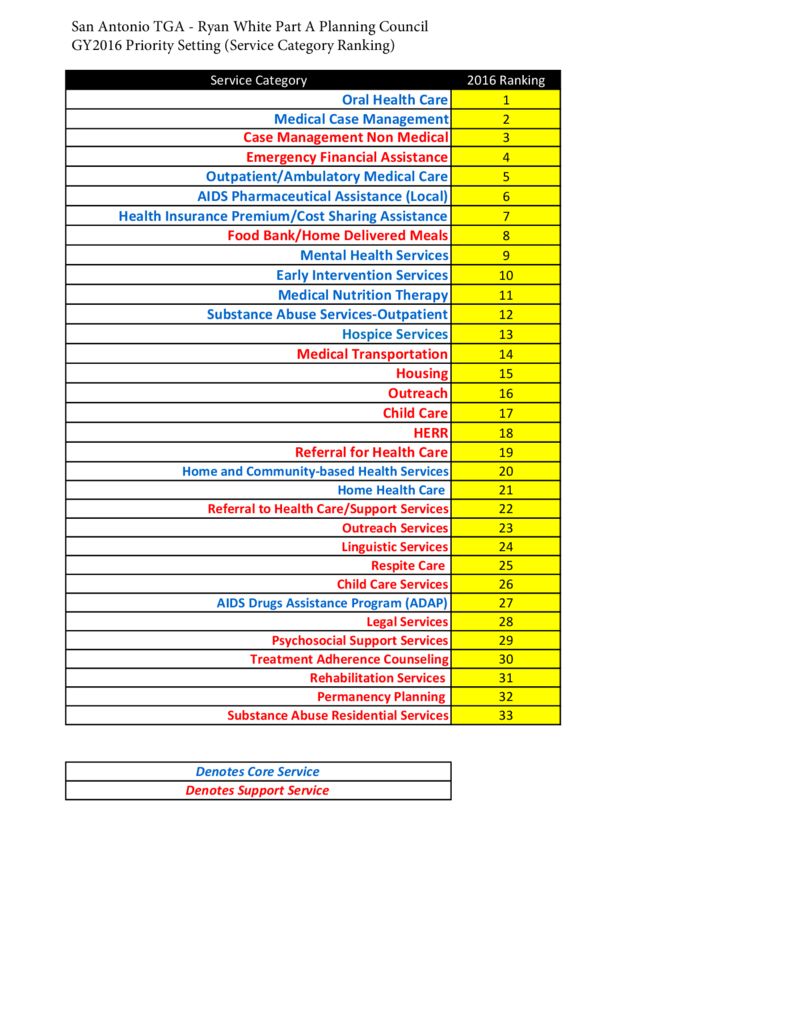 San Antonio TGA - Ryan White Part A Planning Council
GY2016 Priority Setting (Service Category Ranking)
Service Category 2016 Ranking
Oral Health Care 1
Medical Case Management 2
Case Management Non Medical 3
Emergency Financial Assistance 4
Outpatient/Ambulatory Medical Care 5
AIDS Pharmaceutical Assistance (Local) 6
Health Insurance Premium/Cost Sharing Assistance 7
Food Bank/Home Delivered Meals 8
Mental Health Services 9
Early Intervention Services 10
Medical Nutrition Therapy 11
Substance Abuse Services-Outpatient 12
Hospice Services 13
Medical Transportation 14
Housing 15
Outreach 16
Child Care 17
HERR 18
Referral for Health Care 19
Home and Community-based Health Services 20
Home Health Care 21
Referral to Health Care/Support Services 22
Outreach Services 23
Linguistic Services 24
Respite Care 25
Child Care Services 26
AIDS Drugs Assistance Program (ADAP) 27
Legal Services 28
Psychosocial Support Services 29
Treatment Adherence Counseling 30
Rehabilitation Services 31
Permanency Planning 32
Substance Abuse Residential Services 33
Denotes Core Service
Denotes Support Service